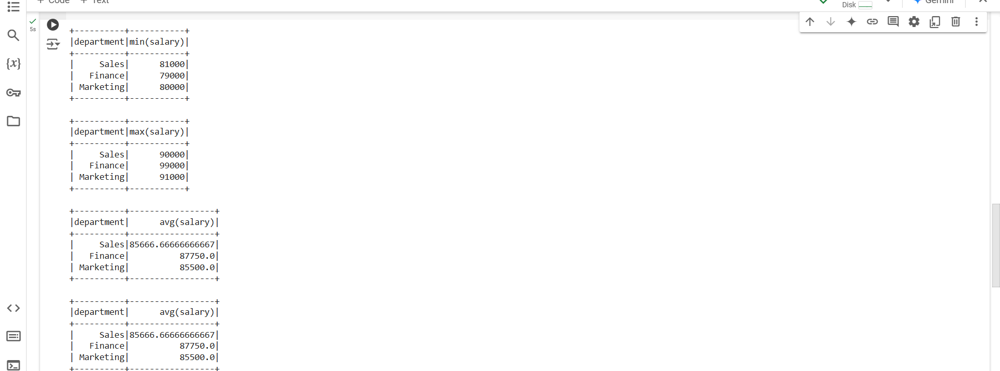 + Code + Text
Disk
Gemini
{x}
5s
+----------+-----------+
|department|min(salary)|
+----------+-----------+
|     Sales|      81000|
|   Finance|      79000|
| Marketing|      80000|
+----------+-----------+
+----------+-----------+
|department|max(salary)|
+----------+-----------+
|     Sales|      90000|
|   Finance|      99000|
| Marketing|      91000|
+----------+-----------+
+----------+-----------------+
|department|      avg(salary)|
+----------+-----------------+
|     Sales|85666.66666666667|
|   Finance|          87750.0|
| Marketing|          85500.0|
+----------+-----------------+
+----------+-----------------+
|department|      avg(salary)|
+----------+-----------------+
|     Sales|85666.66666666667|
|   Finance|          87750.0|
| Marketing|          85500.0|
+----------+-----------------+